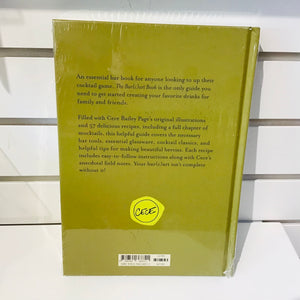 An essential bar book for anyone looking to up their
cocktail game. The Bar(cart Book is the only guide you
need to get started creating your favorite drinks for
family and friends.
Filled with Cece Bailey Page's original illustrations
and 57 delicious recipes, including a full chapter of
mocktails, this helpful guide covers the necessary
bar tools, essential glassware, cocktail classics, and
helpful tips for making beautiful berries. Each recipe
includes easy-to-follow instructions along with Cece's
anecdotal field notes. Your bar(cart isn't complete
without it!
CECE